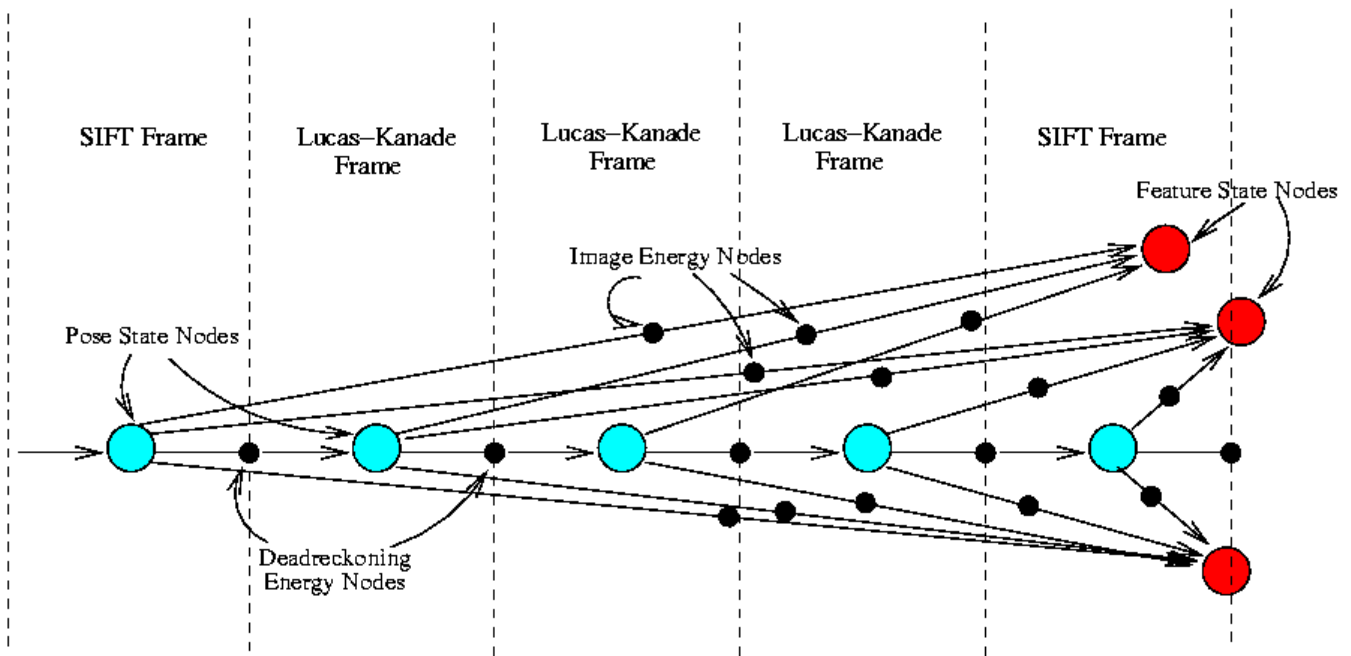 SIFT Frame
Lucas−Kanade
Frame
Lucas−Kanade
Frame
Lucas−Kanade
Frame
SIFT Frame
Feature State Nodes
Image Energy Nodes
Pose State Nodes
Deadreckoning
Energy Nodes